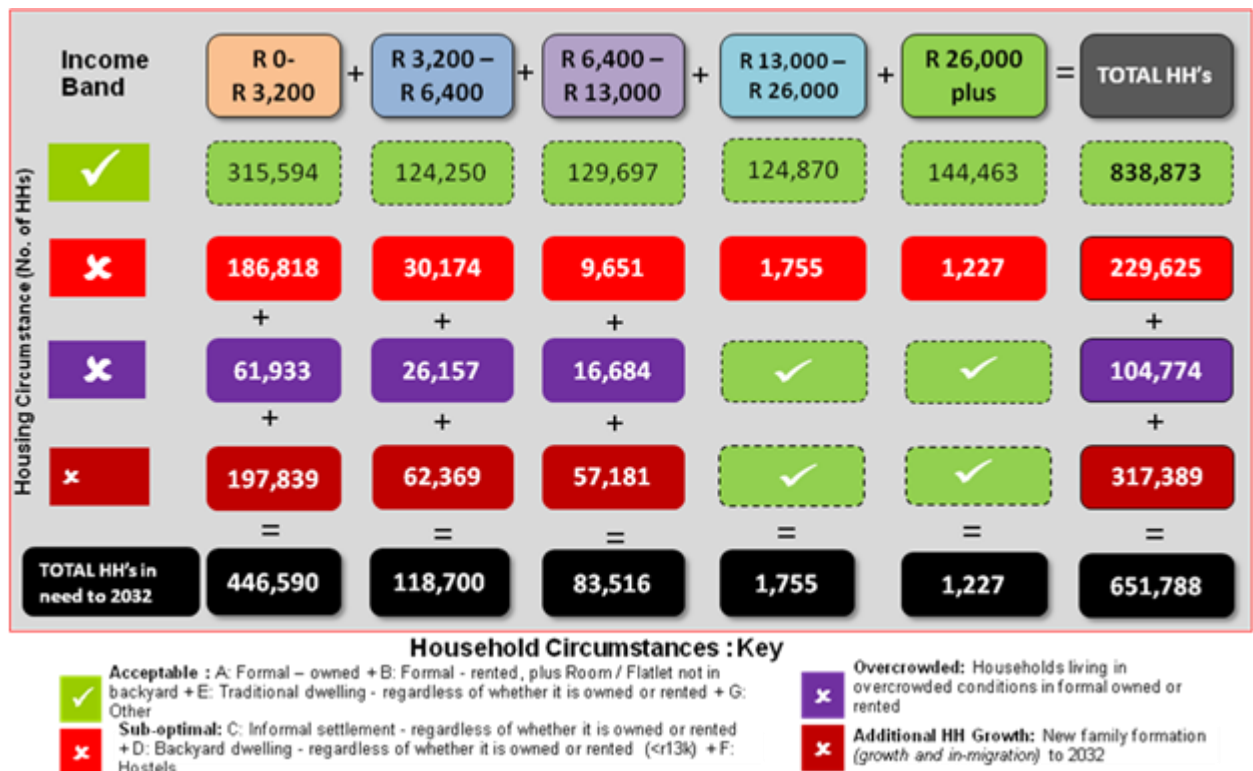 Income Band
R 0- R 3,200 + R 3,200 – R 6,400 + R 6,400 – R 13,000 + R 13,000 – R 26,000 + R 26,000 plus = TOTAL HH's
Housing Circumstance (No. of HHs)
315,594 124,250 129,697 124,870 144,463 838,873
186,818 30,174 9,651 1,755 1,227 229,625
+ + + +
61,933 26,157 16,684 104,774
+ + + +
197,839 62,369 57,181 317,389
= = = = = =
TOTAL HH's in need to 2032 446,590 118,700 83,516 1,755 1,227 651,788
Household Circumstances : Key
Acceptable : A: Formal – owned + B: Formal - rented, plus Room / Flatlet not in
backyard + E: Traditional dwelling - regardless of whether it is owned or rented + G:
Other
Sub-optimal: C: Informal settlement - regardless of whether it is owned or rented
+ D: Backyard dwelling - regardless of whether it is owned or rented (<r13k) + F:
Hostels
Overcrowded: Households living in
overcrowded conditions in formal owned or
rented
Additional HH Growth: New family formation
(growth and in-migration) to 2032